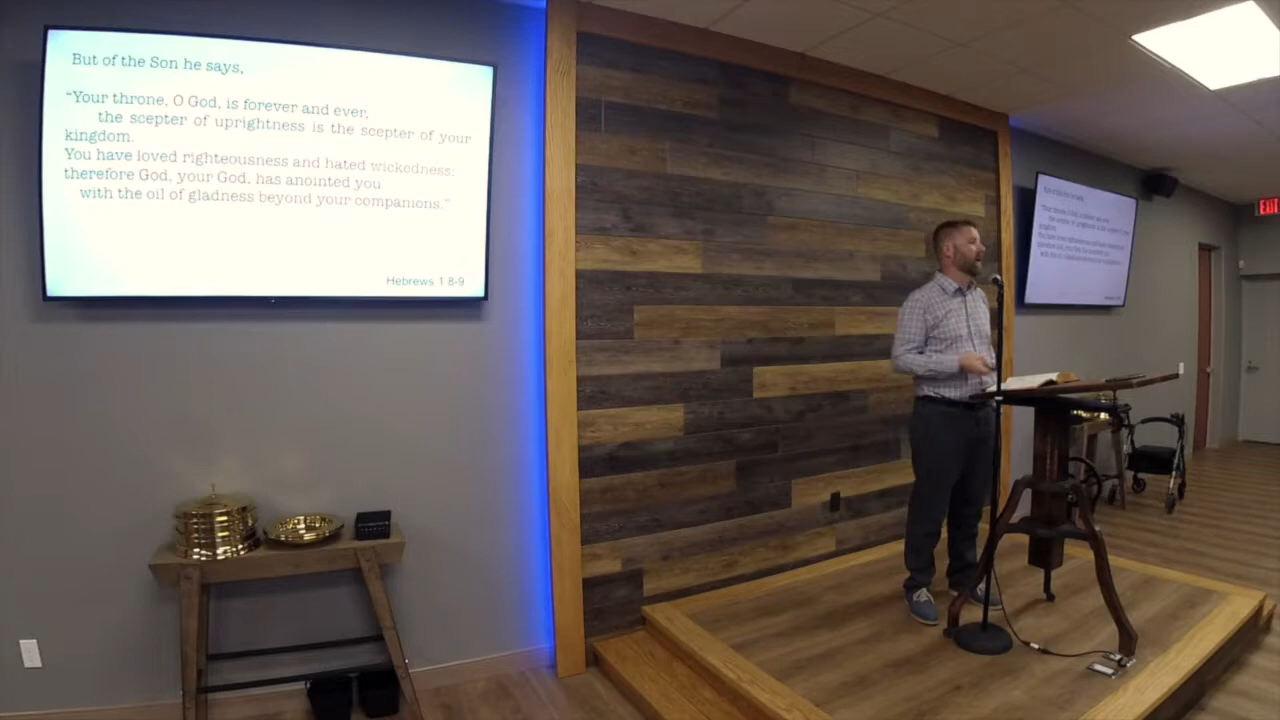 But of the Son he says,
“Your throne, O God, is forever and ever,
the scepter of uprightness is the scepter of your
kingdom.
You have loved righteousness and hated wickedness;
therefore God, your God, has anointed you
with the oil of gladness beyond your companions.”
Hebrews 1 8-9
EXIT